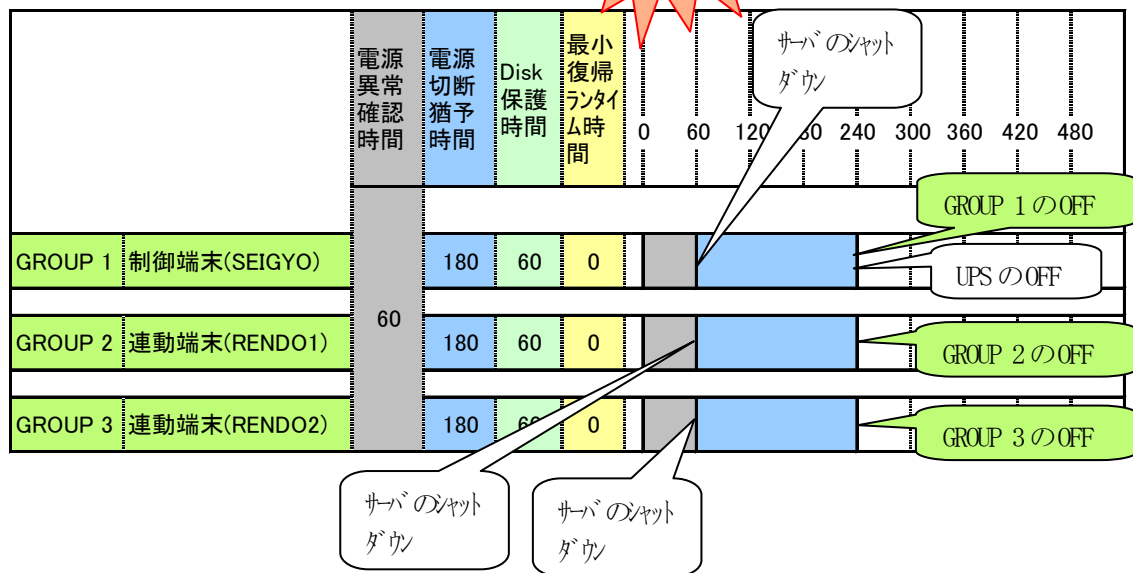 電源
異常
確認
時間
電源
切断
猶予
時間
Disk
保護
時間
最小
復帰
ランタイ
ム時
間
0 60 120 180 240 300 360 420 480
サーバのシャット
ダウン
GROUP 1 のOFF
GROUP 1 制御端末(SEIGYO) 180 60 0
UPS のOFF
60
GROUP 2 連動端末(RENDO1) 180 60 0
GROUP 2 のOFF
GROUP 3 連動端末(RENDO2) 180 60 0
GROUP 3 のOFF
サーバのシャット
ダウン
サーバのシャット
ダウン